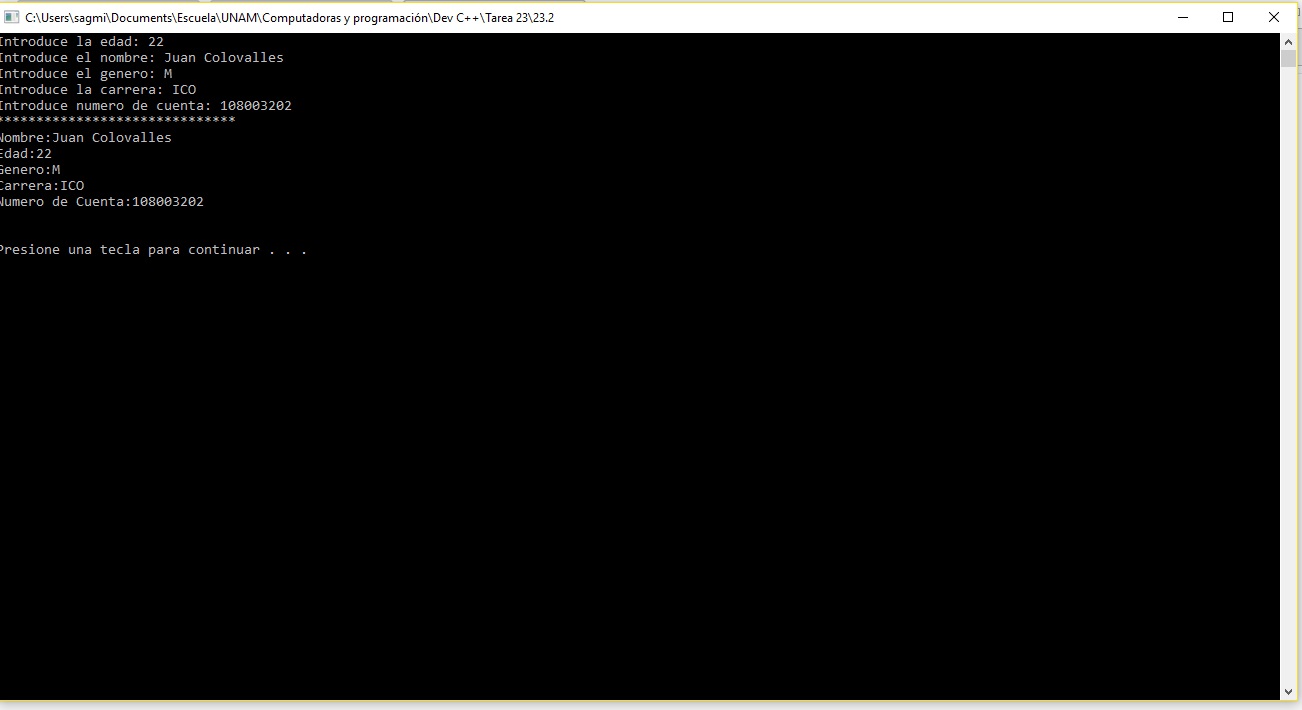 C:\Users\sagmi\Documents\Escuela\UNAM\Computadoras y programación\Dev C++\Tarea 23\23.2
Introduce la edad: 22
Introduce el nombre: Juan Colovalles
Introduce el genero: M
Introduce la carrera: ICO
Introduce numero de cuenta: 108003202
******************************
Nombre:Juan Colovalles
Edad:22
Genero:M
Carrera:ICO
Numero de Cuenta:108003202
Presione una tecla para continuar . . .